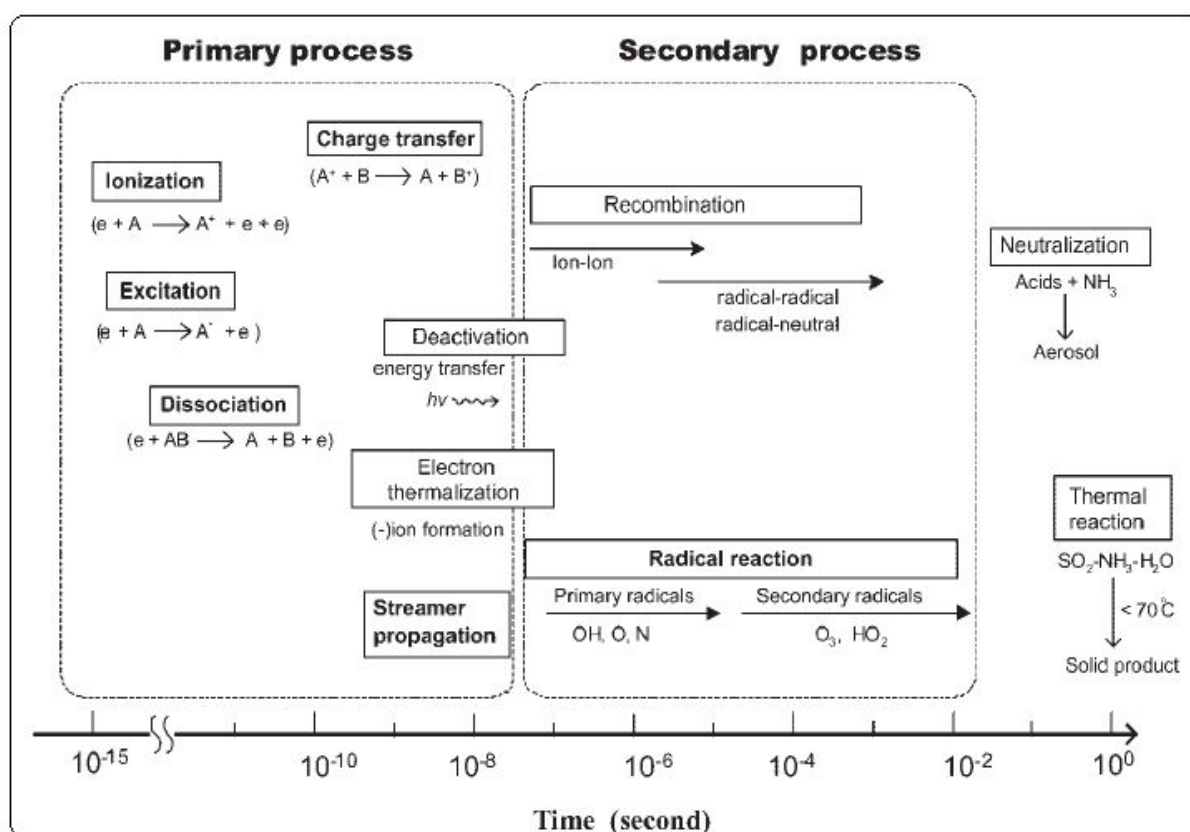 Primary process
Secondary process
Charge transfer
(A⁺ + B → A + B⁺)
Ionization
(e + A → A⁺ + e + e)
Excitation
(e + A → A⁻ + e )
Dissociation
(e + AB → A + B + e)
Deactivation
energy transfer
hν
Electron
thermalization
(-)ion formation
Streamer
propagation
Recombination
Ion-Ion
radical-radical
radical-neutral
Radical reaction
Primary radicals
OH, O, N
Secondary radicals
O₃, HO₂
Neutralization
Acids + NH₃
Aerosol
Thermal
reaction
SO₂-NH₃-H₂O
< 70°C
Solid product
10⁻¹⁵
10⁻¹⁰
10⁻⁸
10⁻⁶
10⁻⁴
10⁻²
10⁰
Time (second)